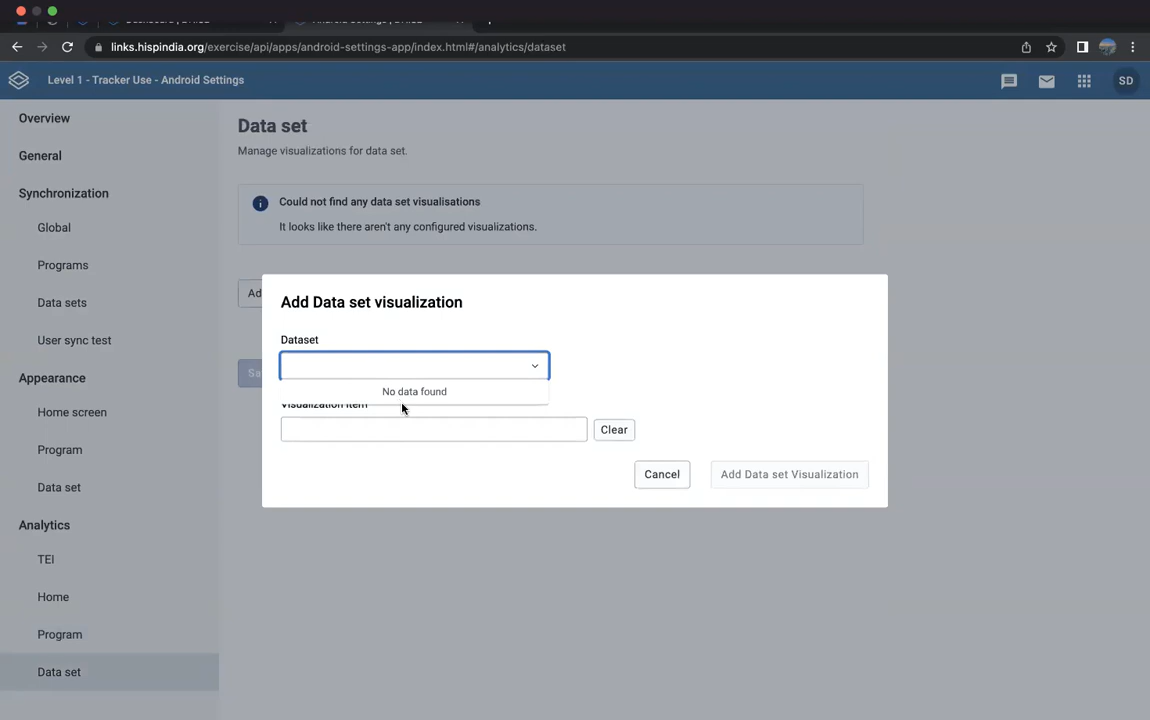 links.hispindia.org/exercise/api/apps/android-settings-app/index.html#/analytics/dataset
Level 1 - Tracker Use - Android Settings
SD
Overview
General
Synchronization
Global
Programs
Data sets
User sync test
Appearance
Home screen
Program
Data set
Analytics
TEI
Home
Program
Data set
Data set
Manage visualizations for data set.
Could not find any data set visualisations
It looks like there aren't any configured visualizations.
Add Data set visualization
Dataset
No data found
Visualization item
Clear
Cancel
Add Data set Visualization